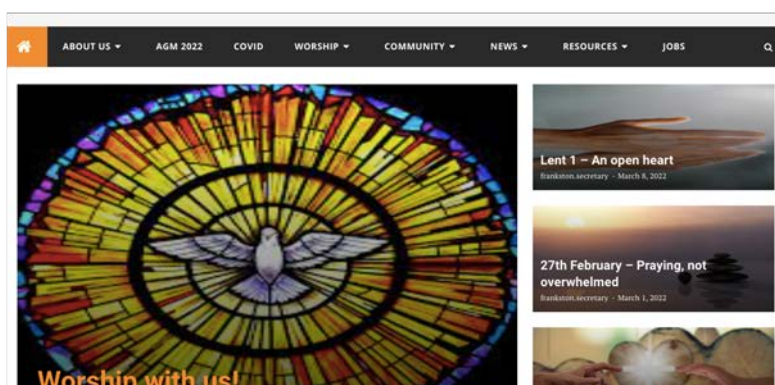 ABOUT US
AGM 2022
COVID
WORSHIP
COMMUNITY
NEWS
RESOURCES
JOBS
Worship with us!
Lent 1 – An open heart
frankston.secretary - March 8, 2022
27th February – Praying, not
overwhelmed
frankston.secretary - March 1, 2022